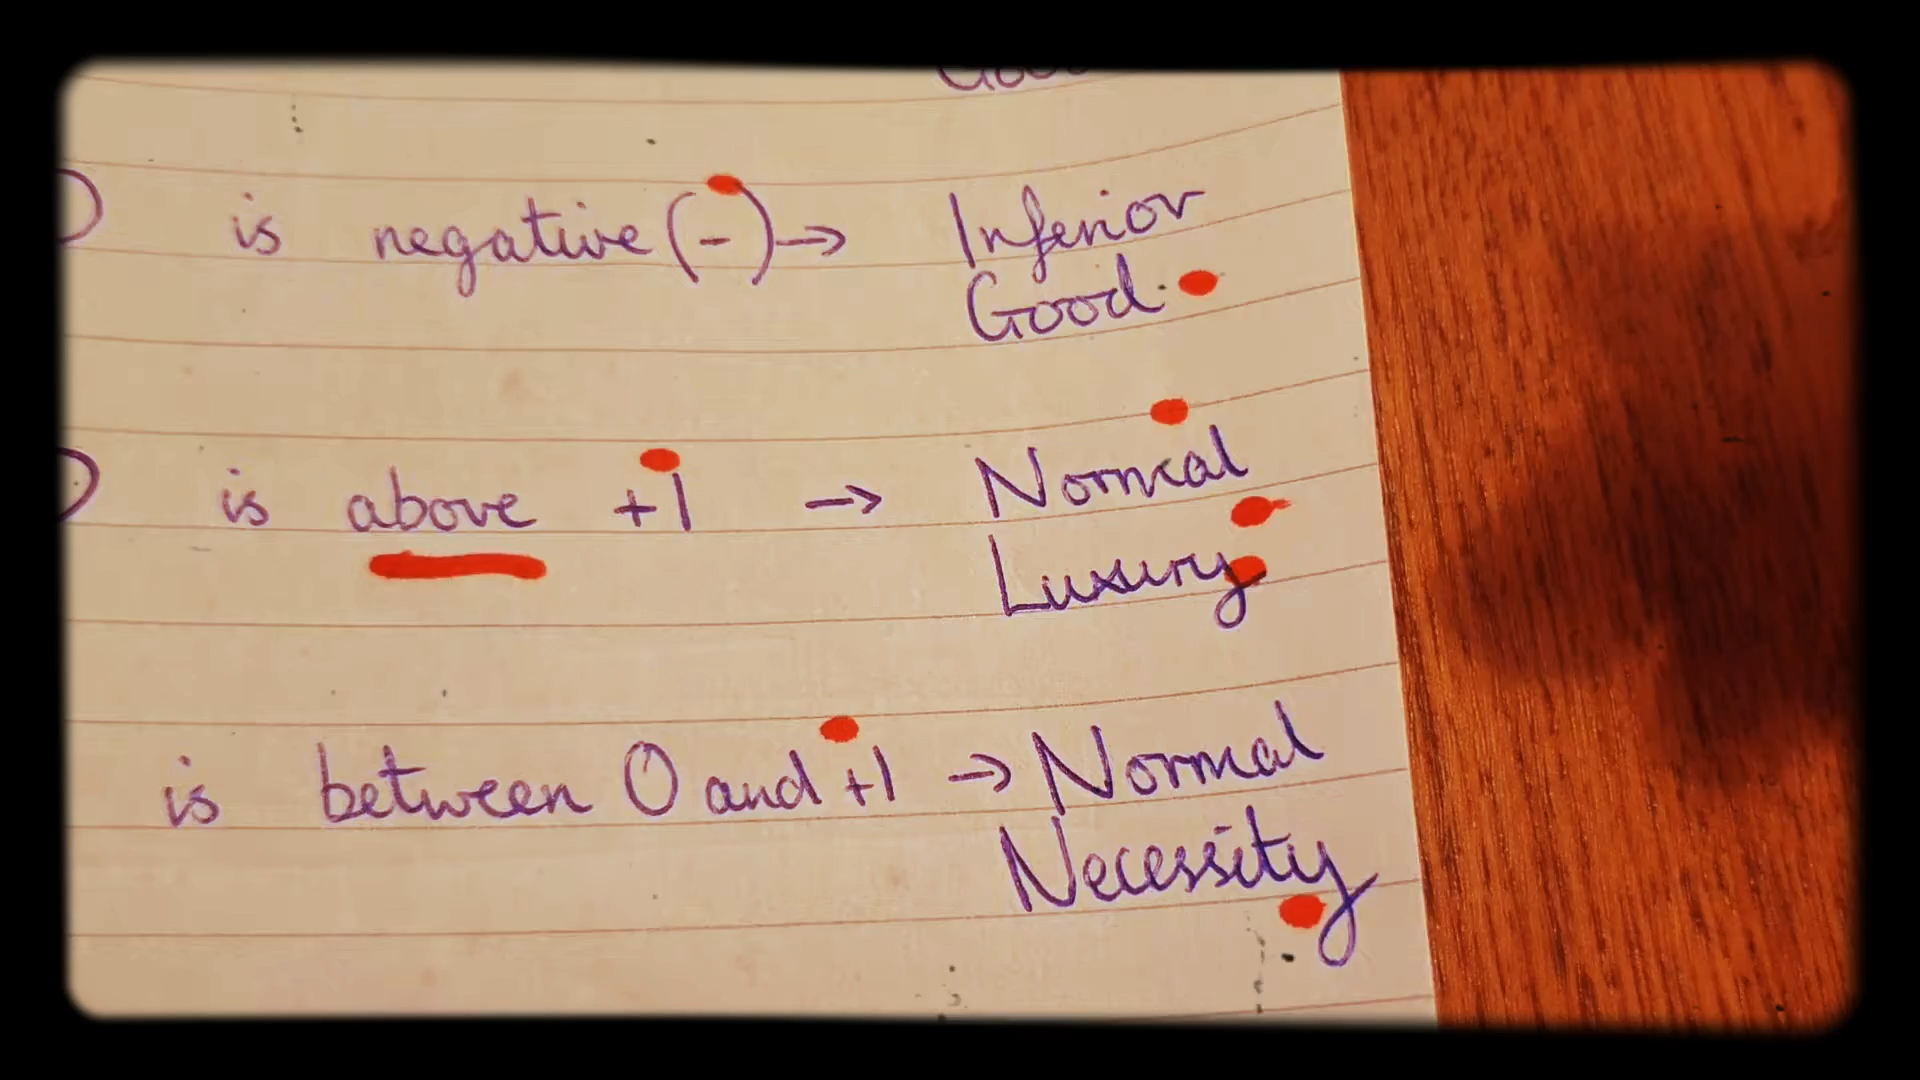 is negative (-) → Inferior
Good.
is above +1 → Normal
Luxury
is between 0 and +1 → Normal
Necessity